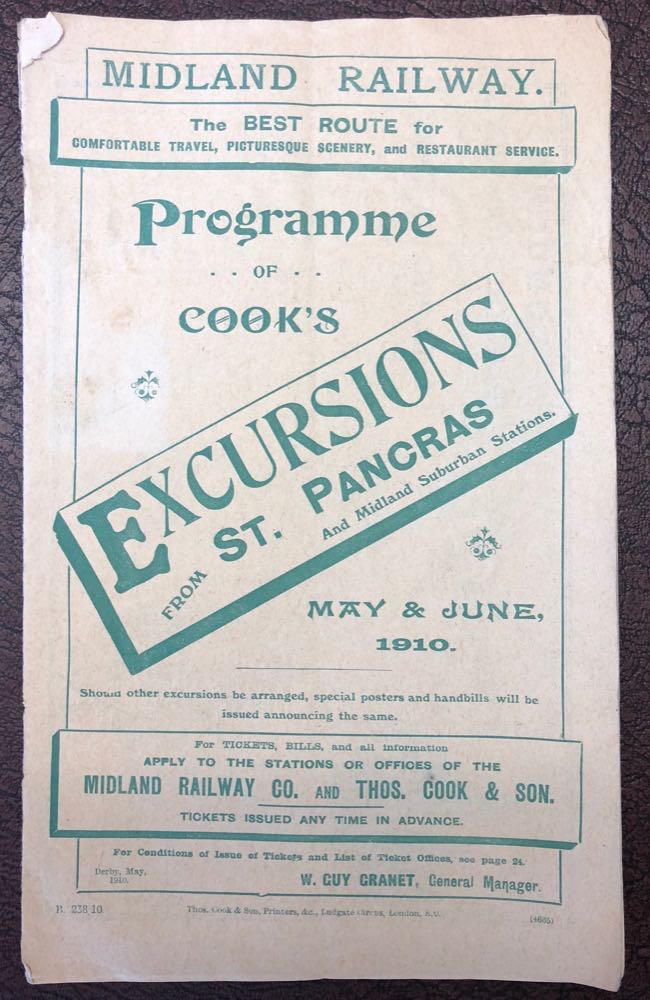 MIDLAND RAILWAY.
The BEST ROUTE for
COMFORTABLE TRAVEL, PICTURESQUE SCENERY, and RESTAURANT SERVICE.
Programme
. . OF . .
COOK'S
EXCURSIONS
FROM ST. PANCRAS
And Midland Suburban Stations.
MAY & JUNE,
1910.
Should other excursions be arranged, special posters and handbills will be
issued announcing the same.
For TICKETS, BILLS, and all information
APPLY TO THE STATIONS OR OFFICES OF THE
MIDLAND RAILWAY CO. AND THOS. COOK & SON.
TICKETS ISSUED ANY TIME IN ADVANCE.
For Conditions of Issue of Tickets and List of Ticket Offices, see page 24.
Derby, May,
1910.
W. GUY GRANET, General Manager.
B. 238 10
Thos. Cook & Son, Printers, &c., Ludgate Circus, London, E.C.
(4685)